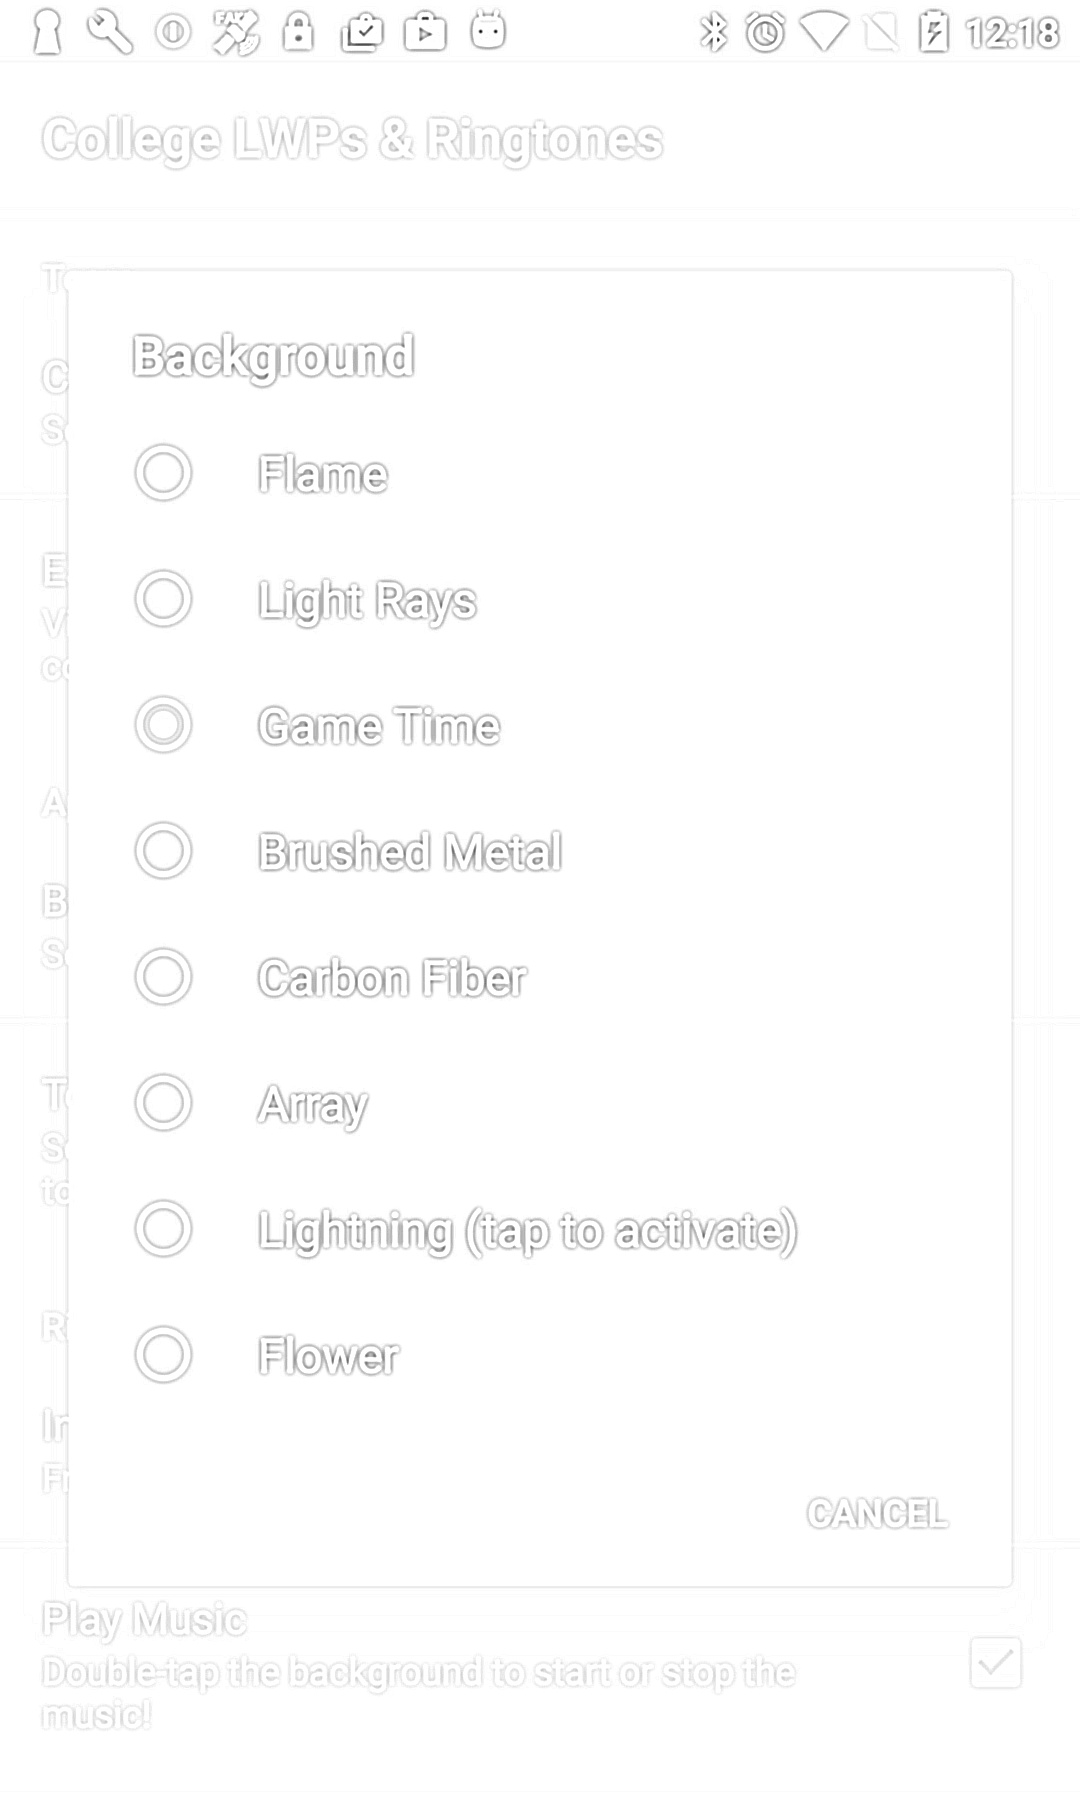 12:18
College LWPs & Ringtones
Background
Flame
Light Rays
Game Time
Brushed Metal
Carbon Fiber
Array
Lightning (tap to activate)
Flower
CANCEL
Play Music
Double-tap the background to start or stop the
music!